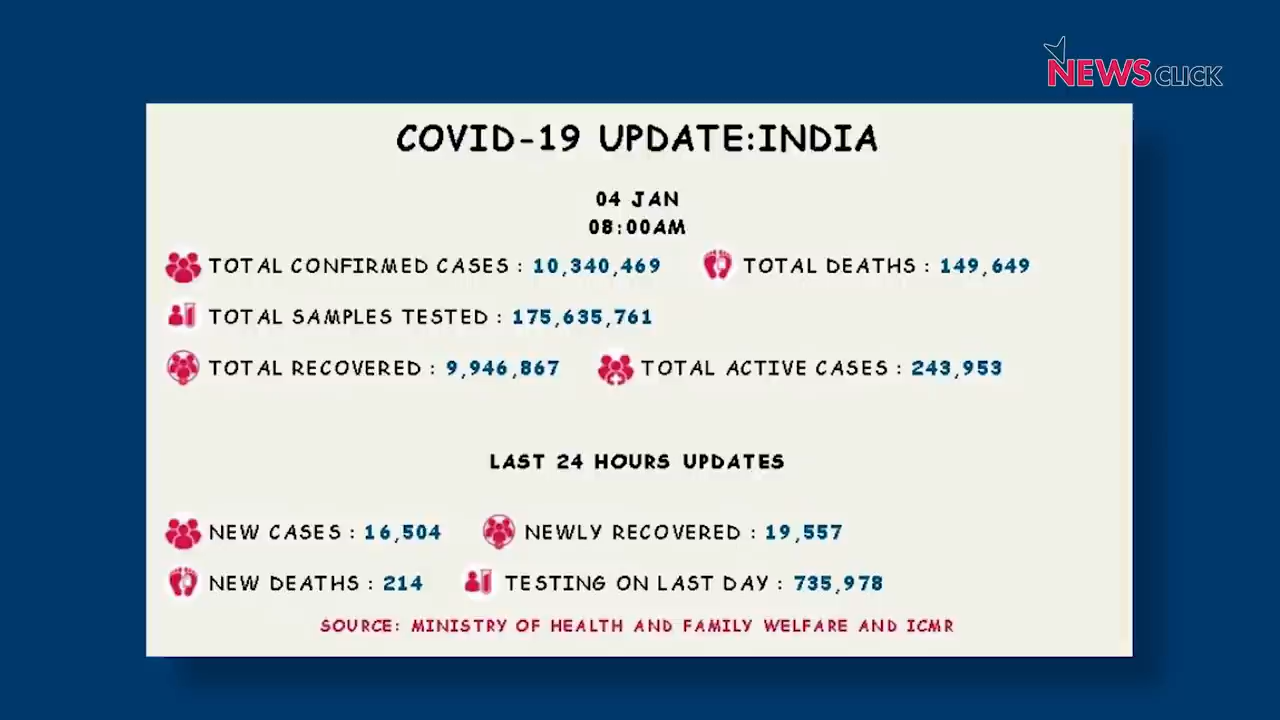 NEWSCLICK
COVID-19 UPDATE:INDIA
04 JAN
08:00AM
TOTAL CONFIRMED CASES : 10,340,469 TOTAL DEATHS : 149,649
TOTAL SAMPLES TESTED : 175,635,761
TOTAL RECOVERED : 9,946,867 TOTAL ACTIVE CASES : 243,953
LAST 24 HOURS UPDATES
NEW CASES : 16,504 NEWLY RECOVERED : 19,557
NEW DEATHS : 214 TESTING ON LAST DAY : 735,978
SOURCE: MINISTRY OF HEALTH AND FAMILY WELFARE AND ICMR